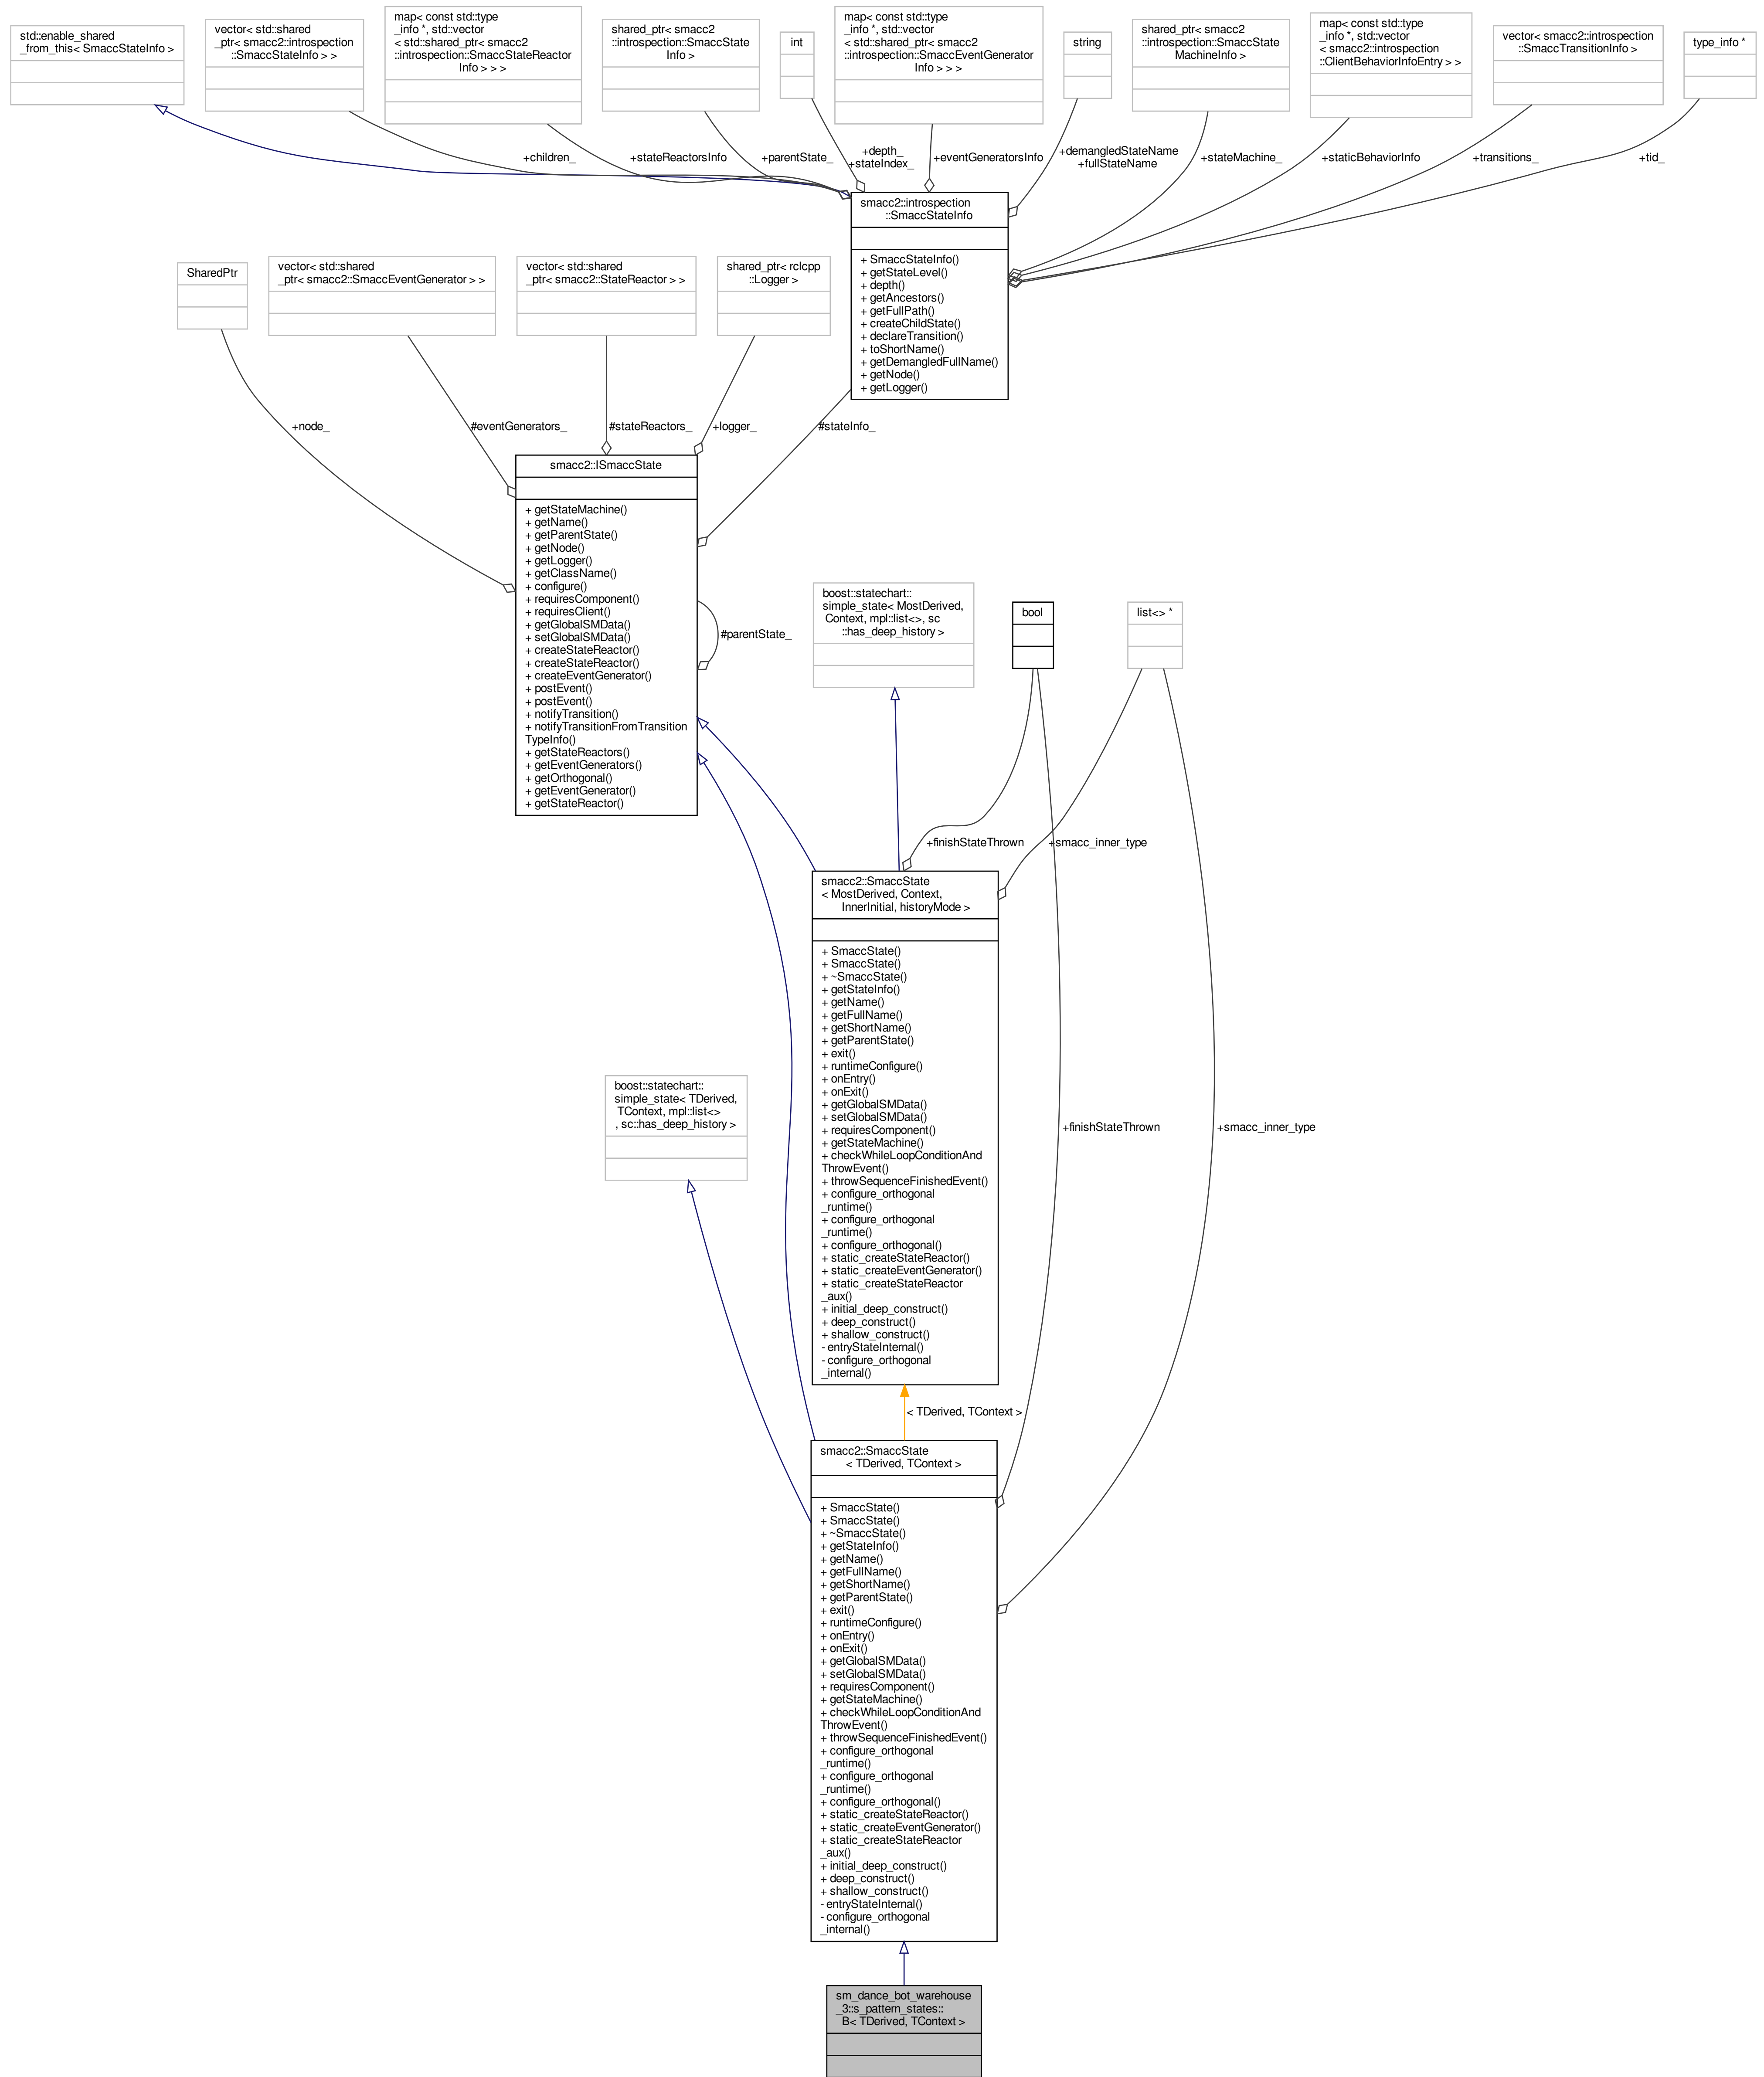 std::enable_shared
_from_this< SmaccStateInfo >
vector< std::shared
_ptr< smacc2::introspection
::SmaccStateInfo > >
map< const std::type
_info *, std::vector
< std::shared_ptr< smacc2
::introspection::SmaccStateReactor
Info > > >
shared_ptr< smacc2
::introspection::SmaccState
Info >
int
map< const std::type
_info *, std::vector
< std::shared_ptr< smacc2
::introspection::SmaccEventGenerator
Info > > >
string
shared_ptr< smacc2
::introspection::SmaccState
MachineInfo >
map< const std::type
_info *, std::vector
< smacc2::introspection
::ClientBehaviorInfoEntry > >
vector< smacc2::introspection
::SmaccTransitionInfo >
type_info *
+children_
+stateReactorsInfo
+parentState_
+depth_
+stateIndex_
+eventGeneratorsInfo
+demangledStateName
+fullStateName
+stateMachine_
+staticBehaviorInfo
+transitions_
+tid_
smacc2::introspection
::SmaccStateInfo
+ SmaccStateInfo()
+ getStateLevel()
+ depth()
+ getAncestors()
+ getFullPath()
+ createChildState()
+ declareTransition()
+ toShortName()
+ getDemangledFullName()
+ getNode()
+ getLogger()
SharedPtr
vector< std::shared
_ptr< smacc2::SmaccEventGenerator > >
vector< std::shared
_ptr< smacc2::StateReactor > >
shared_ptr< rclcpp
::Logger >
+node_
#eventGenerators_
#stateReactors_
+logger_
#stateInfo_
smacc2::ISmaccState
+ getStateMachine()
+ getName()
+ getParentState()
+ getNode()
+ getLogger()
+ getClassName()
+ configure()
+ requiresComponent()
+ requiresClient()
+ getGlobalSMData()
+ setGlobalSMData()
+ createStateReactor()
+ createStateReactor()
+ createEventGenerator()
+ postEvent()
+ postEvent()
+ notifyTransition()
+ notifyTransitionFromTransition
TypeInfo()
+ getStateReactors()
+ getEventGenerators()
+ getOrthogonal()
+ getEventGenerator()
+ getStateReactor()
#parentState_
boost::statechart::
simple_state< MostDerived,
Context, mpl::list<>, sc
::has_deep_history >
bool
list<> *
+finishStateThrown
+smacc_inner_type
smacc2::SmaccState
< MostDerived, Context,
InnerInitial, historyMode >
+ SmaccState()
+ SmaccState()
+ ~SmaccState()
+ getStateInfo()
+ getName()
+ getFullName()
+ getShortName()
+ getParentState()
+ exit()
+ runtimeConfigure()
+ onEntry()
+ onExit()
+ getGlobalSMData()
+ setGlobalSMData()
+ requiresComponent()
+ getStateMachine()
+ checkWhileLoopConditionAnd
ThrowEvent()
+ throwSequenceFinishedEvent()
+ configure_orthogonal
_runtime()
+ configure_orthogonal
_runtime()
+ configure_orthogonal()
+ static_createStateReactor()
+ static_createEventGenerator()
+ static_createStateReactor
_aux()
+ initial_deep_construct()
+ deep_construct()
+ shallow_construct()
- entryStateInternal()
- configure_orthogonal
_internal()
boost::statechart::
simple_state< TDerived,
TContext, mpl::list<>
, sc::has_deep_history >
+finishStateThrown
+smacc_inner_type
< TDerived, TContext >
smacc2::SmaccState
< TDerived, TContext >
+ SmaccState()
+ SmaccState()
+ ~SmaccState()
+ getStateInfo()
+ getName()
+ getFullName()
+ getShortName()
+ getParentState()
+ exit()
+ runtimeConfigure()
+ onEntry()
+ onExit()
+ getGlobalSMData()
+ setGlobalSMData()
+ requiresComponent()
+ getStateMachine()
+ checkWhileLoopConditionAnd
ThrowEvent()
+ throwSequenceFinishedEvent()
+ configure_orthogonal
_runtime()
+ configure_orthogonal
_runtime()
+ configure_orthogonal()
+ static_createStateReactor()
+ static_createEventGenerator()
+ static_createStateReactor
_aux()
+ initial_deep_construct()
+ deep_construct()
+ shallow_construct()
- entryStateInternal()
- configure_orthogonal
_internal()
sm_dance_bot_warehouse
_3::s_pattern_states::
B< TDerived, TContext >